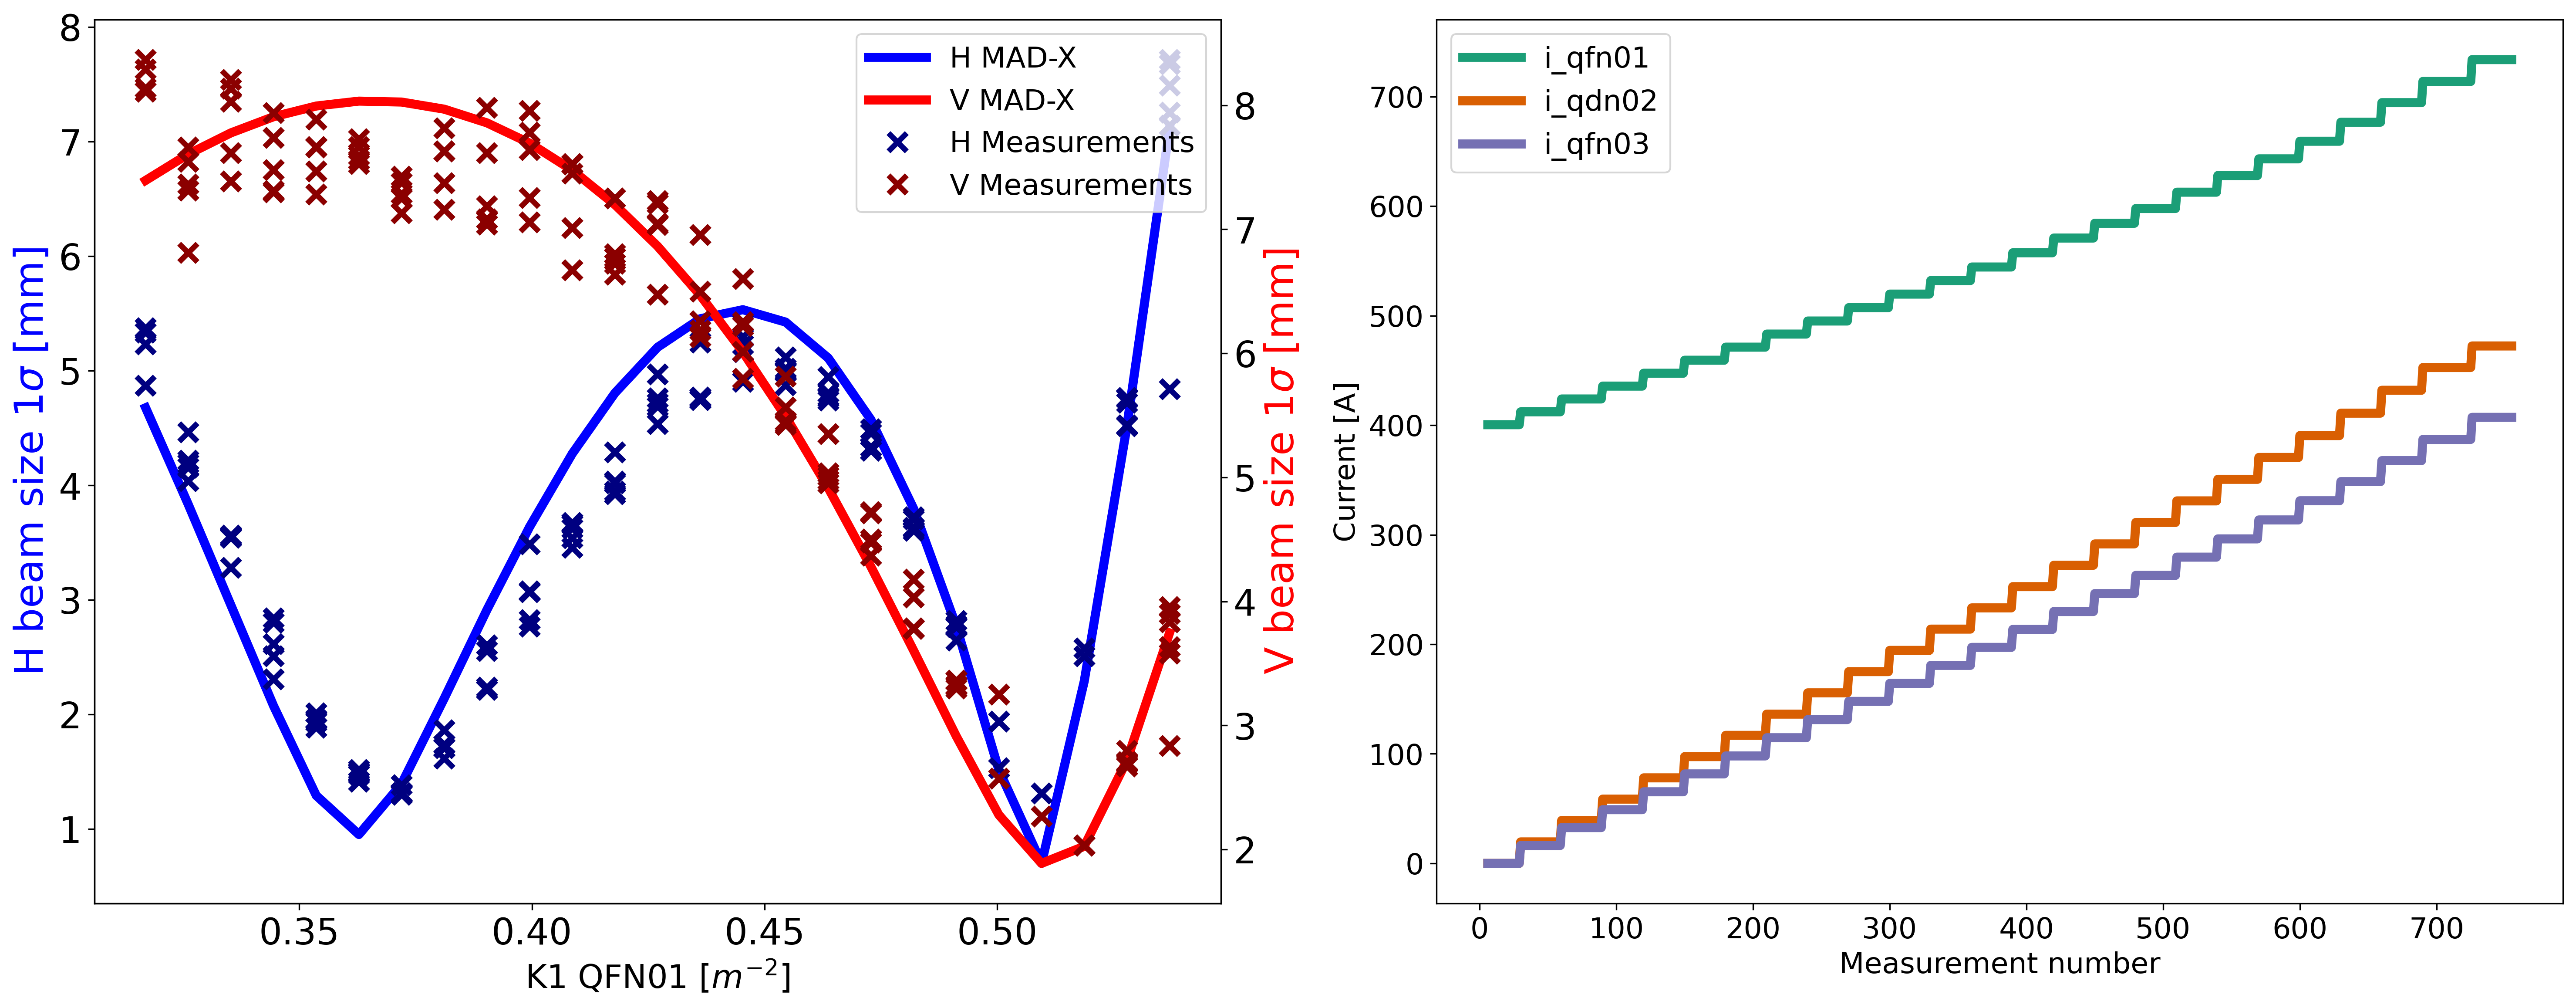 8
7
6
5
4
3
2
1
H beam size 1σ [mm]
0.35
0.40
0.45
0.50
K1 QFN01 [m⁻²]
H MAD-X
V MAD-X
H Measurements
V Measurements
8
7
6
5
4
3
2
V beam size 1σ [mm]
i_qfn01
i_qdn02
i_qfn03
700
600
500
400
300
200
100
0
Current [A]
0
100
200
300
400
500
600
700
Measurement number